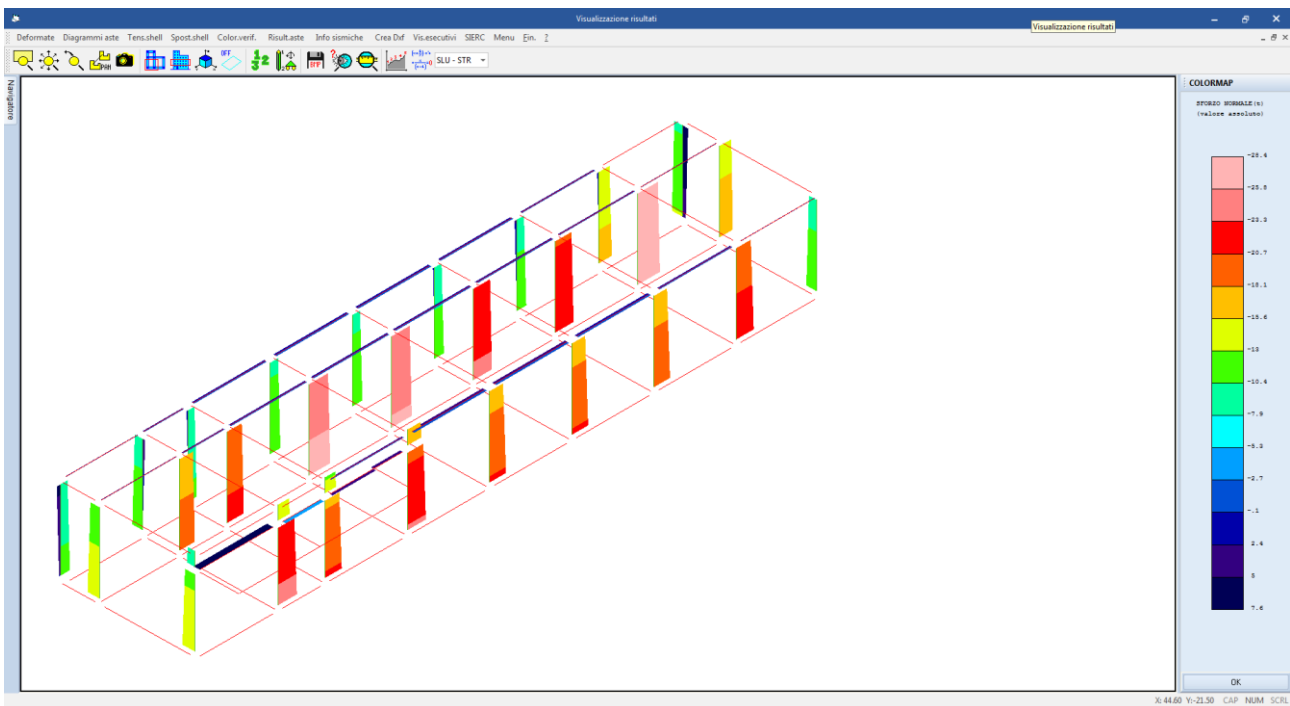 Visualizzazione risultati
Visualizzazione risultati
Deformate Diagrammi aste Tens.shell Spost.shell Color.verif. Risult.aste Info sismiche Crea Dxf Vis.esecutivi SIERC Menu Fin. ?
PAN OFF BMP SLU - STR
Navigatore
COLORMAP
SFORZO NORMALE(t)
(valore assoluto)
-28.4
-25.8
-23.3
-20.7
-18.1
-15.6
-13
-10.4
-7.9
-5.3
-2.7
-.1
2.4
5
7.6
OK
X: 44.60 Y:-21.50 CAP NUM SCRL